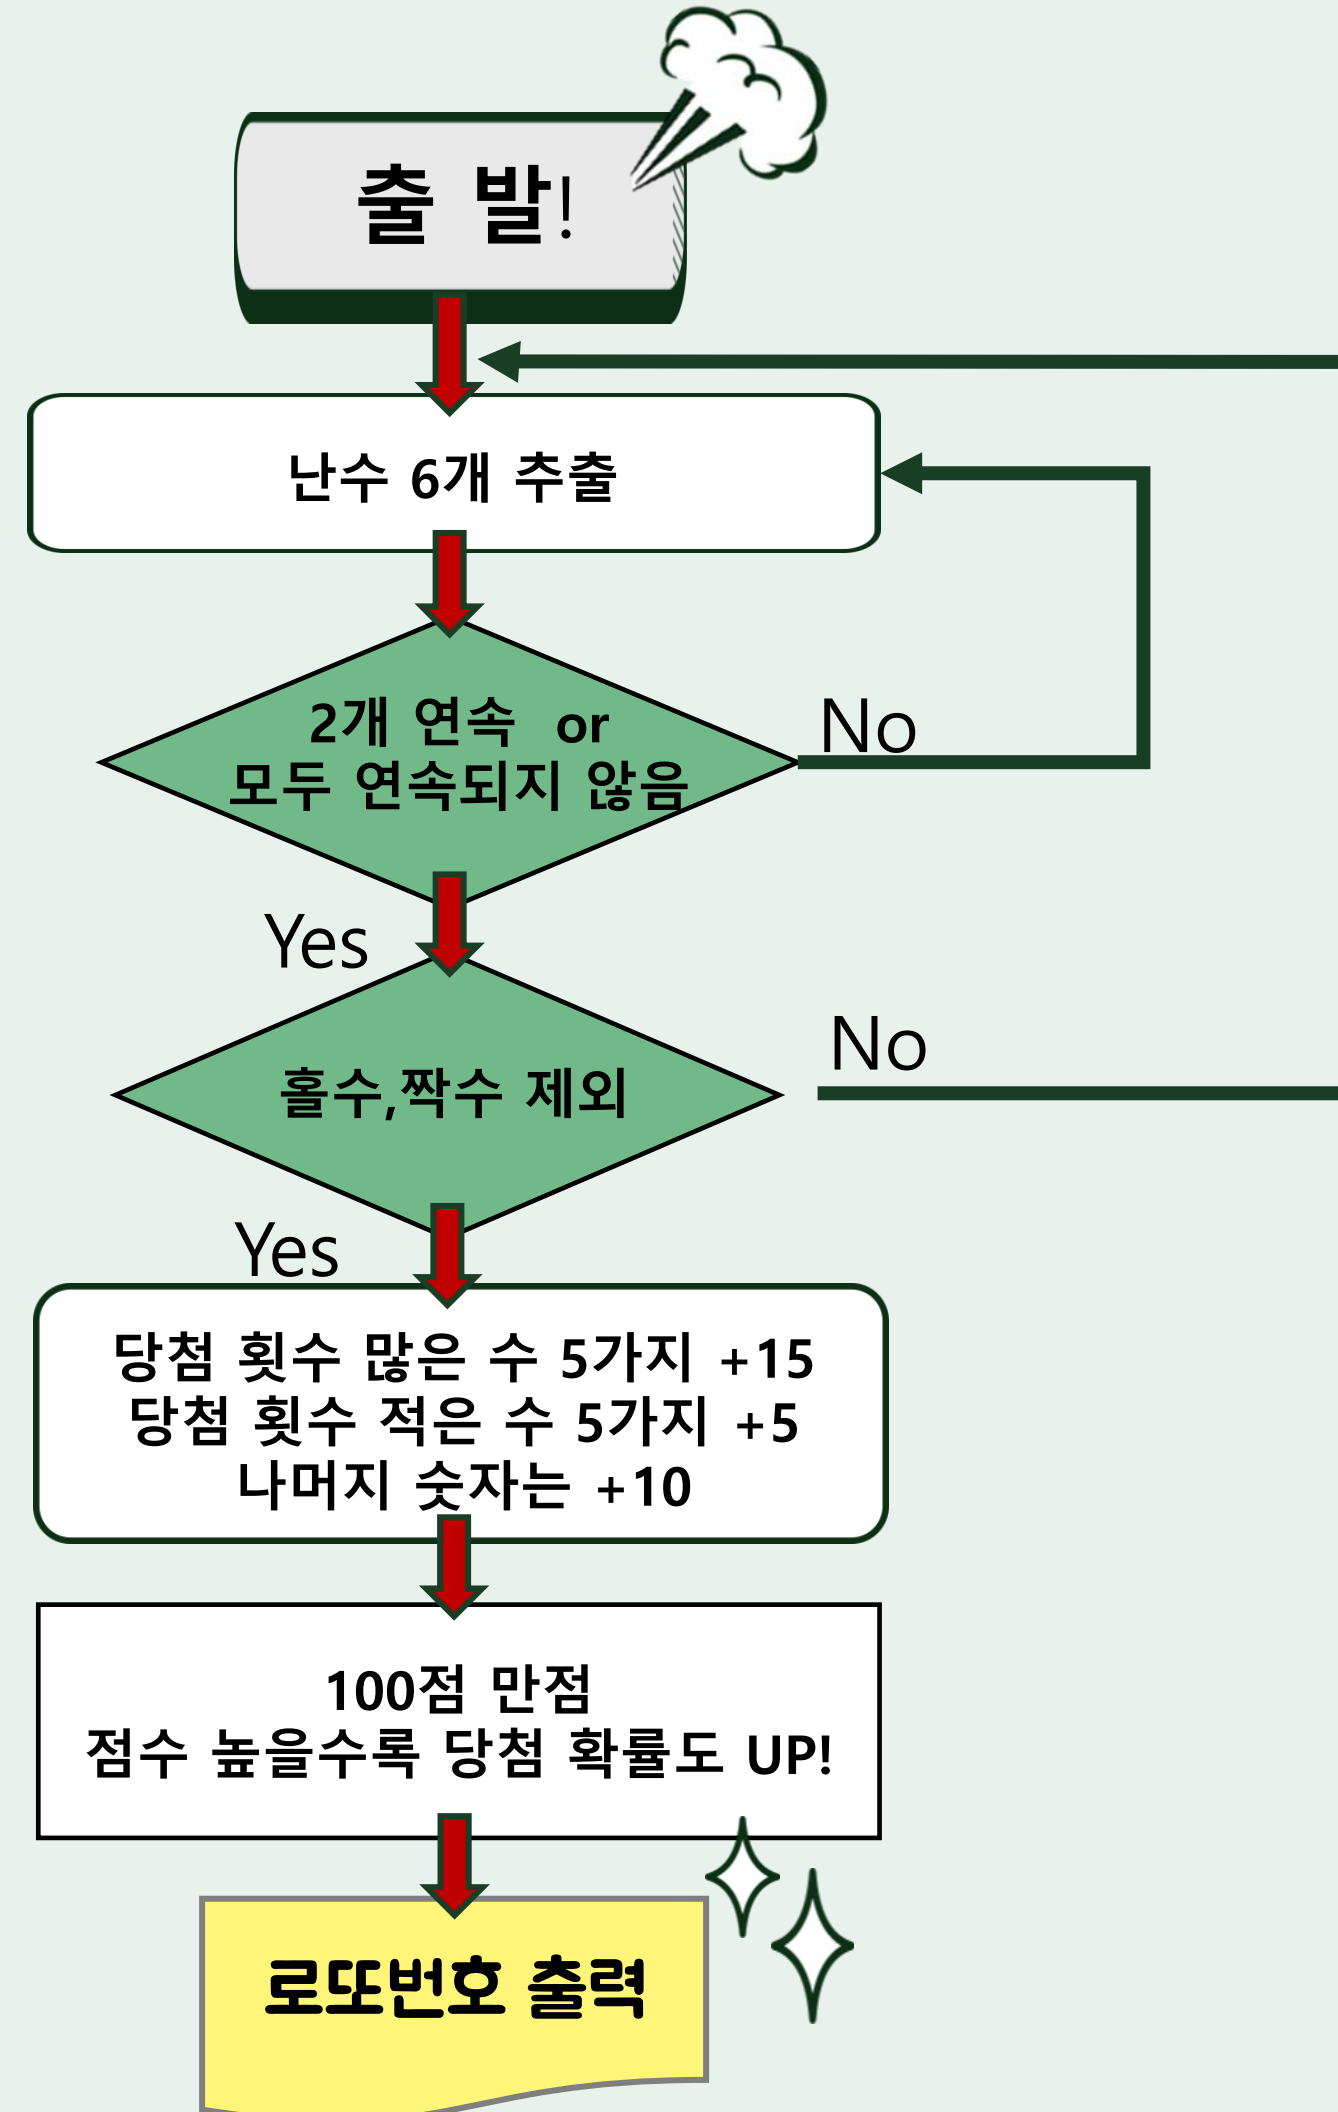 출 발!
난수 6개 추출
2개 연속 or
모두 연속되지 않음
No
Yes
홀수,짝수 제외
No
Yes
당첨 횟수 많은 수 5가지 +15
당첨 횟수 적은 수 5가지 +5
나머지 숫자는 +10
100점 만점
점수 높을수록 당첨 확률도 UP!
로또번호 출력